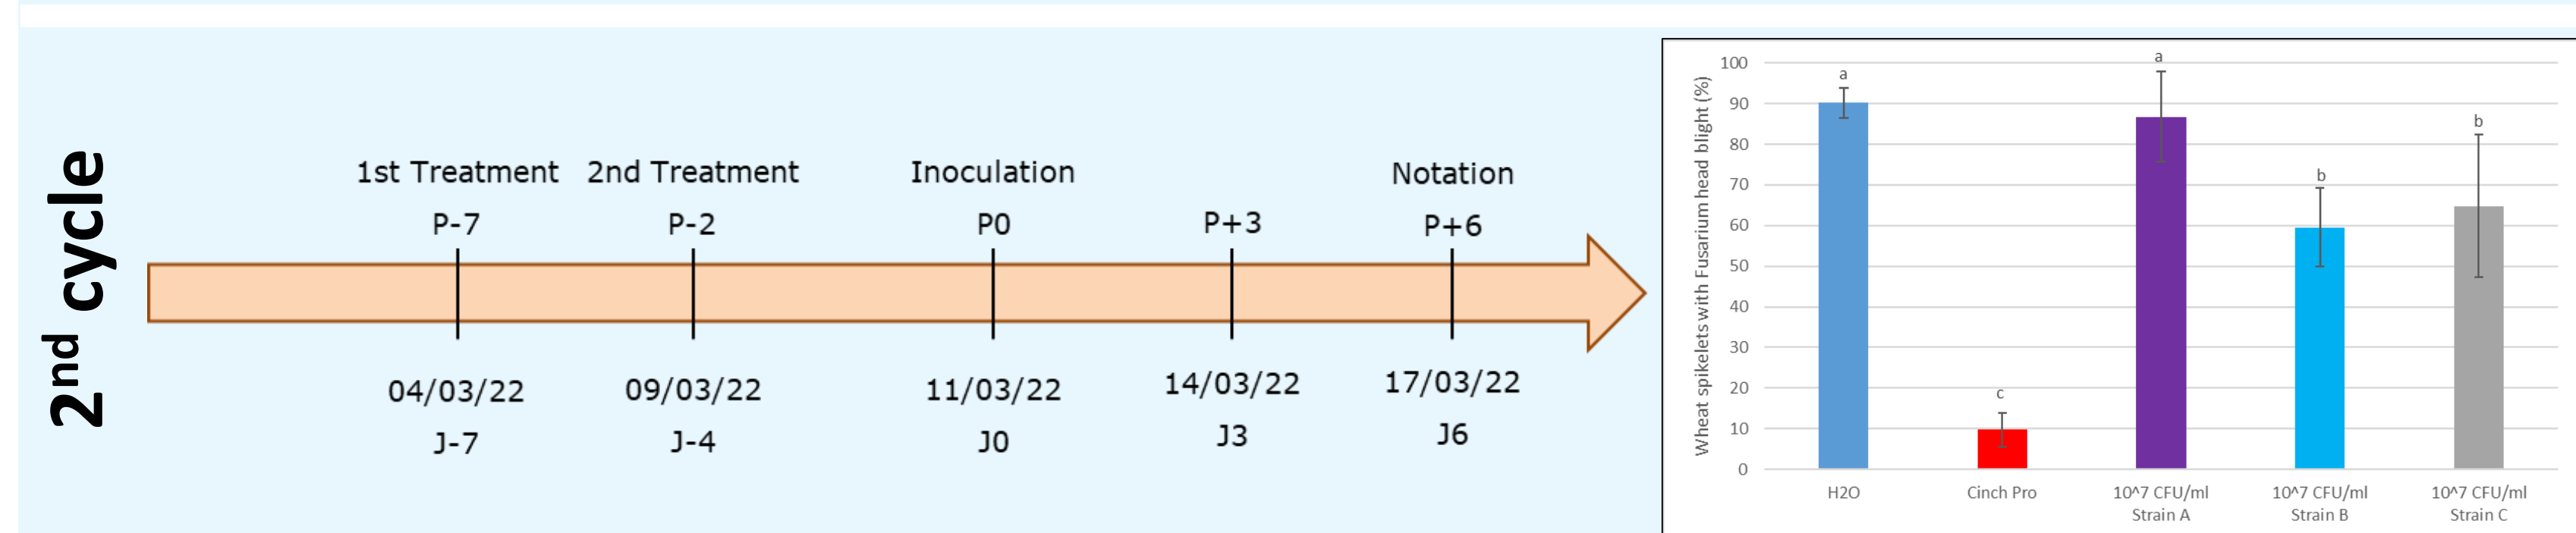 2nd cycle
1st Treatment
2nd Treatment
Inoculation
Notation
P-7
P-2
P0
P+3
P+6
04/03/22
09/03/22
11/03/22
14/03/22
17/03/22
J-7
J-4
J0
J3
J6
Wheat spikelets with Fusarium head blight (%)
100
90
80
70
60
50
40
30
20
10
0
a
c
a
b
b
H2O
Cinch Pro
10^7 CFU/ml
Strain A
10^7 CFU/ml
Strain B
10^7 CFU/ml
Strain C